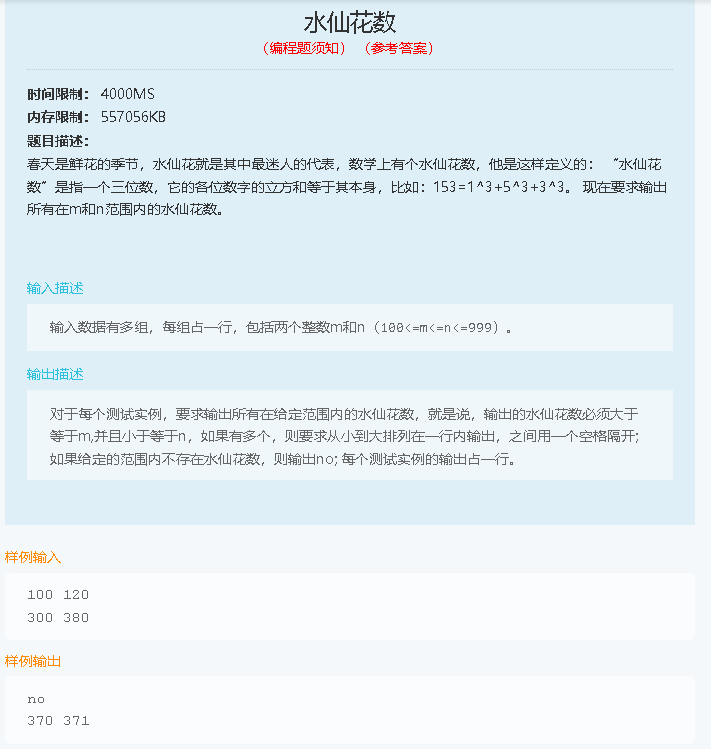 水仙花数
（编程题须知） （参考答案）
时间限制： 4000MS
内存限制： 557056KB
题目描述：
春天是鲜花的季节，水仙花就是其中最迷人的代表，数学上有个水仙花数，他是这样定义的： “水仙花
数”是指一个三位数，它的各位数字的立方和等于其本身，比如：153=1^3+5^3+3^3。 现在要求输出
所有在m和n范围内的水仙花数。
输入描述
输入数据有多组，每组占一行，包括两个整数m和n（100<=m<=n<=999）。
输出描述
对于每个测试实例，要求输出所有在给定范围内的水仙花数，就是说，输出的水仙花数必须大于
等于m,并且小于等于n，如果有多个，则要求从小到大排列在一行内输出，之间用一个空格隔开;
如果给定的范围内不存在水仙花数，则输出no; 每个测试实例的输出占一行。
样例输入
100 120
300 380
样例输出
no
370 371